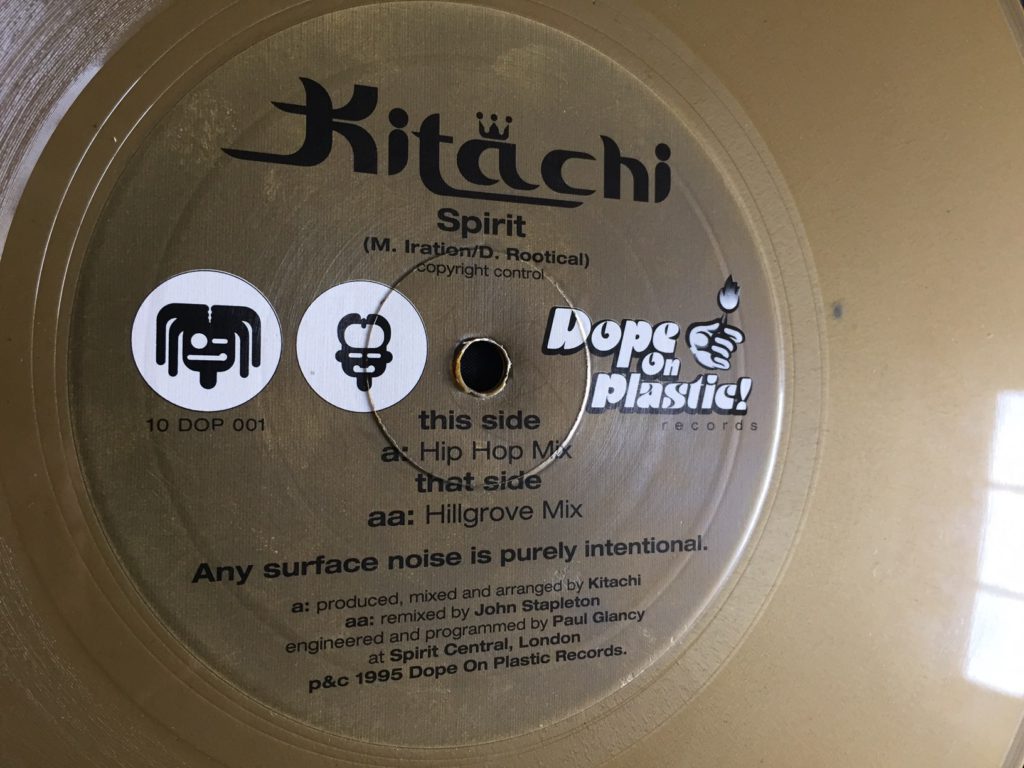 Kitachi
Spirit
(M. Iration/D. Rootical)
copyright control
10 DOP 001
Dope
On
Plastic!
records
this side
a: Hip Hop Mix
that side
aa: Hillgrove Mix
Any surface noise is purely intentional.
a: produced, mixed and arranged by Kitachi
aa: remixed by John Stapleton
engineered and programmed by Paul Glancy
at Spirit Central, London
p&c 1995 Dope On Plastic Records.